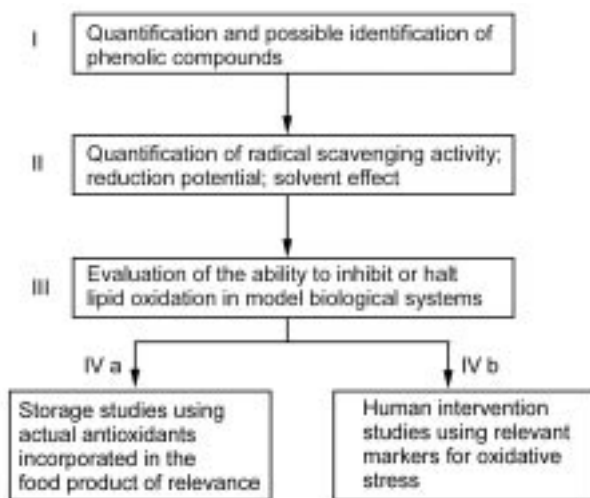 I
Quantification and possible identification of
phenolic compounds
II
Quantification of radical scavenging activity;
reduction potential; solvent effect
III
Evaluation of the ability to inhibit or halt
lipid oxidation in model biological systems
IV a
IV b
Storage studies using
actual antioxidants
incorporated in the
food product of relevance
Human intervention
studies using relevant
markers for oxidative
stress